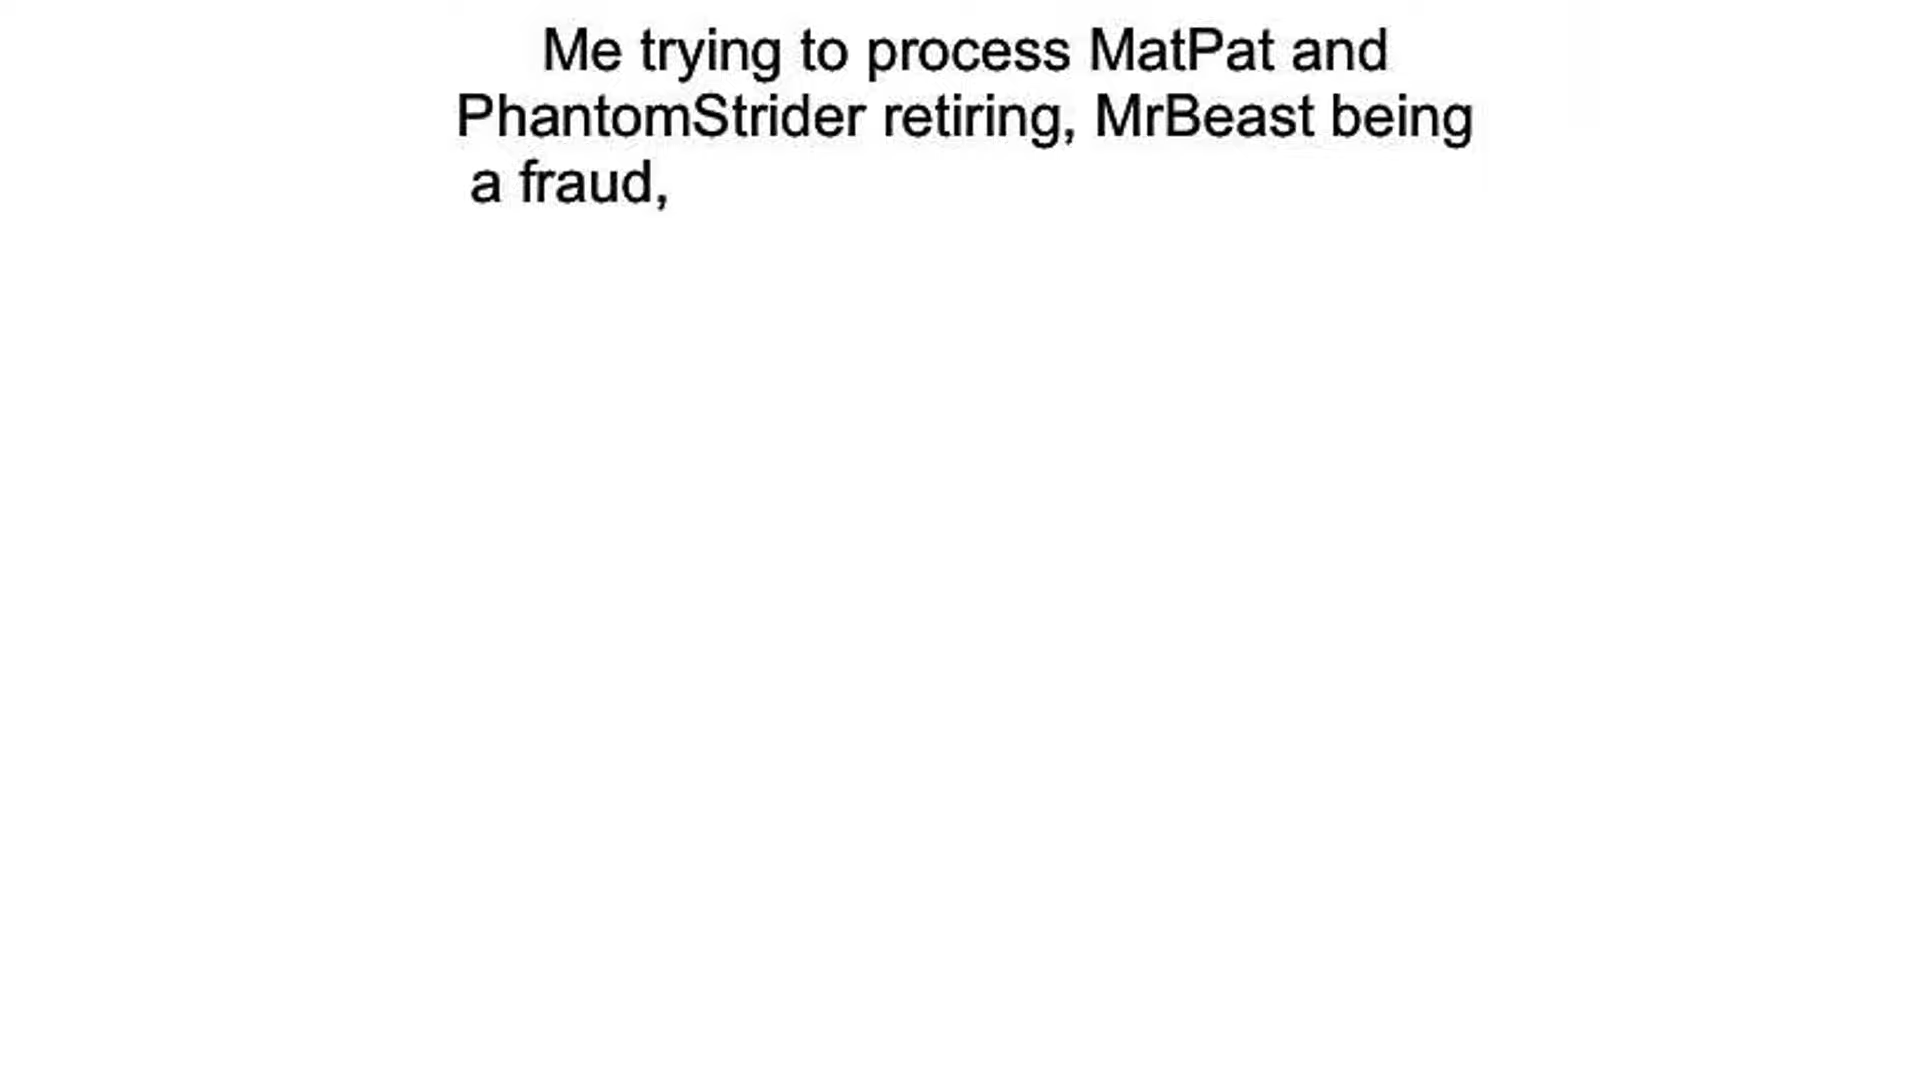 Me trying to process MatPat and
PhantomStrider retiring, MrBeast being
a fraud,